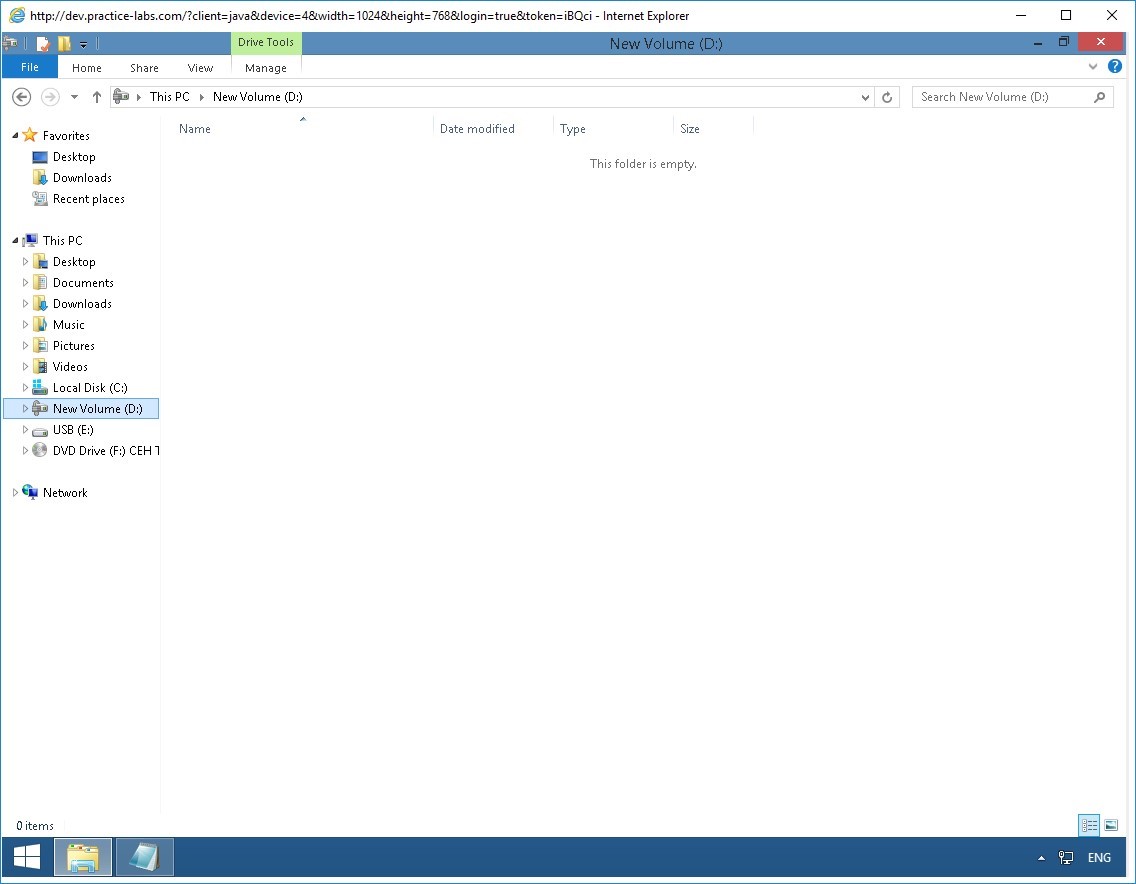 http://dev.practice-labs.com/?client=java&device=4&width=1024&height=768&login=true&token=iBQci - Internet Explorer
Drive Tools
New Volume (D:)
File Home Share View Manage
This PC New Volume (D:)
Search New Volume (D:)
Name Date modified Type Size
This folder is empty.
Favorites
Desktop
Downloads
Recent places
This PC
Desktop
Documents
Downloads
Music
Pictures
Videos
Local Disk (C:)
New Volume (D:)
USB (E:)
DVD Drive (F:) CEH T
Network
0 items
ENG